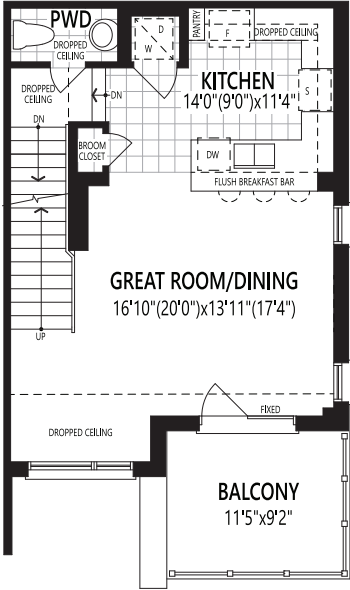 PWD
DROPPED
CEILING
D
W
PANTRY
F
DROPPED CEILING
KITCHEN
14'0"(9'0")x11'4"
S
DROPPED
CEILING
DN
DN
BROOM
CLOSET
DW
FLUSH BREAKFAST BAR
GREAT ROOM/DINING
16'10"(20'0")x13'11"(17'4")
UP
FIXED
DROPPED CEILING
BALCONY
11'5"x9'2"